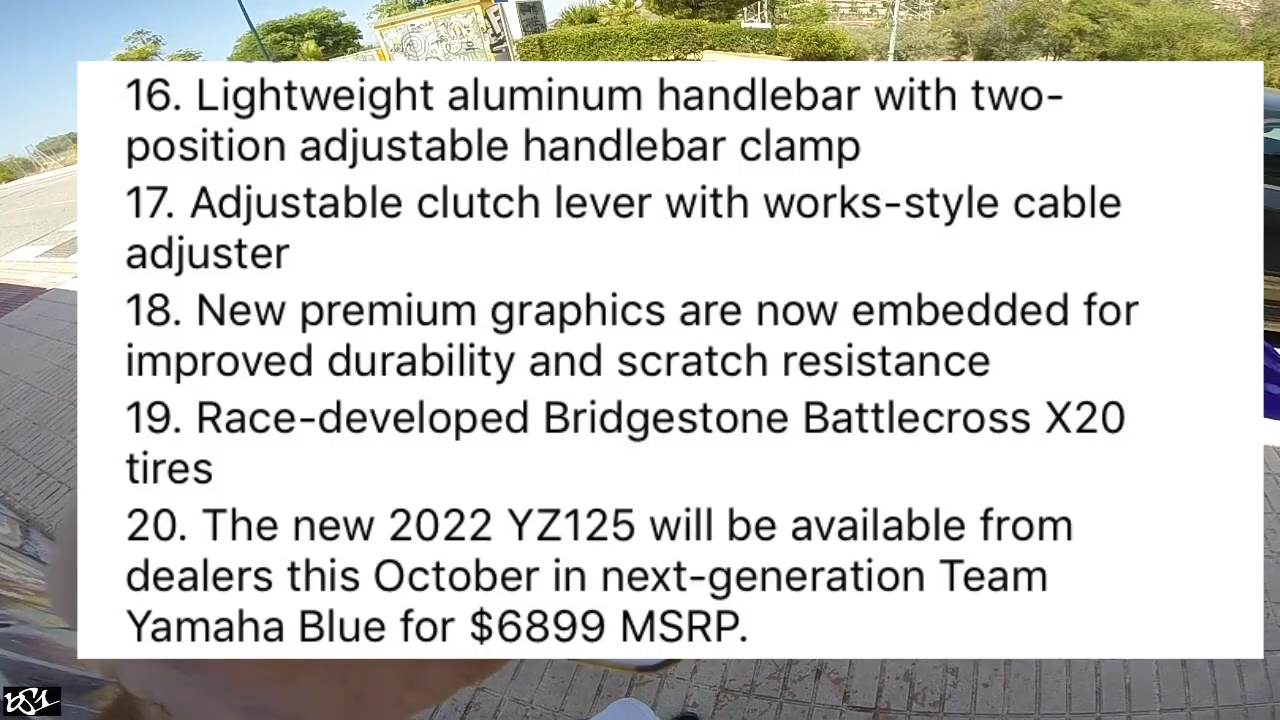 16. Lightweight aluminum handlebar with two-
position adjustable handlebar clamp
17. Adjustable clutch lever with works-style cable
adjuster
18. New premium graphics are now embedded for
improved durability and scratch resistance
19. Race-developed Bridgestone Battlecross X20
tires
20. The new 2022 YZ125 will be available from
dealers this October in next-generation Team
Yamaha Blue for $6899 MSRP.